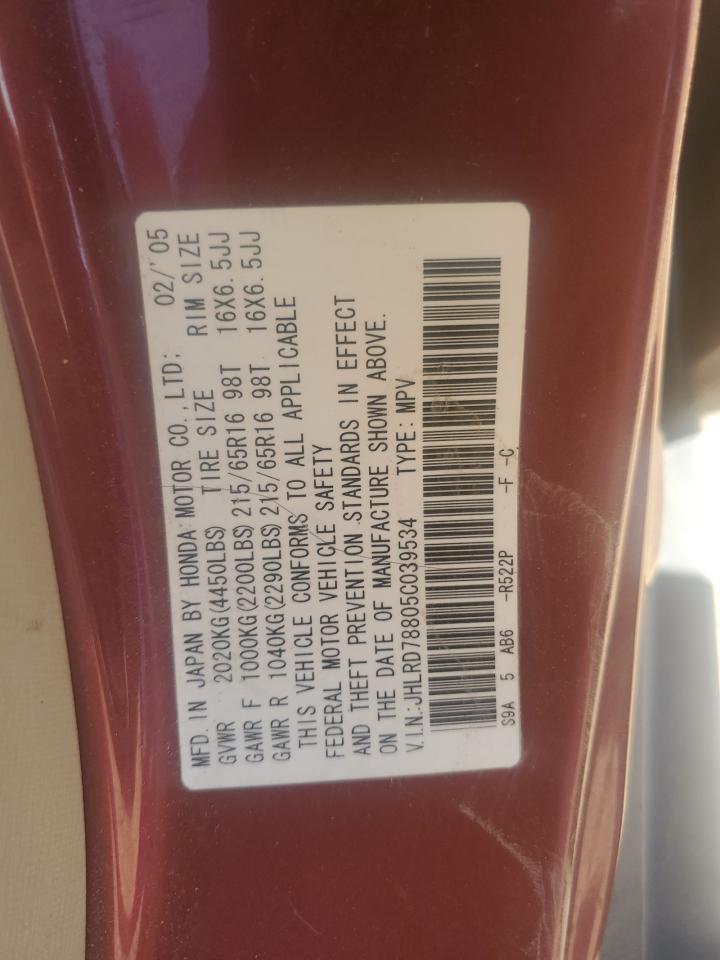 MFD. IN JAPAN BY HONDA MOTOR CO., LTD; 02/'05
GVWR 2020KG(4450LBS) TIRE SIZE RIM SIZE
GAWR F 1000KG(2200LBS)215/65R16 98T 16X6.5JJ
GAWR R 1040KG(2290LBS)215/65R16 98T 16X6.5JJ
THIS VEHICLE CONFORMS TO ALL APPLICABLE
FEDERAL MOTOR VEHICLE SAFETY
AND THEFT PREVENTION STANDARDS IN EFFECT
ON THE DATE OF MANUFACTURE SHOWN ABOVE.
V.I.N.:JHLRD78805C039534 TYPE:MPV
S9A 5 AB6 -R522P -F -C